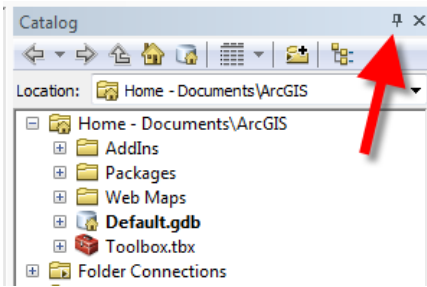 Catalog
Location: Home - Documents\ArcGIS
Home - Documents\ArcGIS
AddIns
Packages
Web Maps
Default.gdb
Toolbox.tbx
Folder Connections